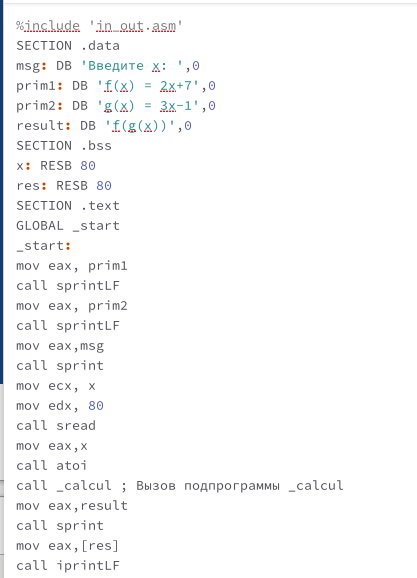 %include 'in_out.asm'
SECTION .data
msg: DB 'Введите x: ',0
prim1: DB 'f(x) = 2x+7',0
prim2: DB 'g(x) = 3x-1',0
result: DB 'f(g(x))',0
SECTION .bss
x: RESB 80
res: RESB 80
SECTION .text
GLOBAL _start
_start:
mov eax, prim1
call sprintLF
mov eax, prim2
call sprintLF
mov eax,msg
call sprint
mov ecx, x
mov edx, 80
call sread
mov eax,x
call atoi
call _calcul ; Вызов подпрограммы _calcul
mov eax,result
call sprint
mov eax,[res]
call iprintLF